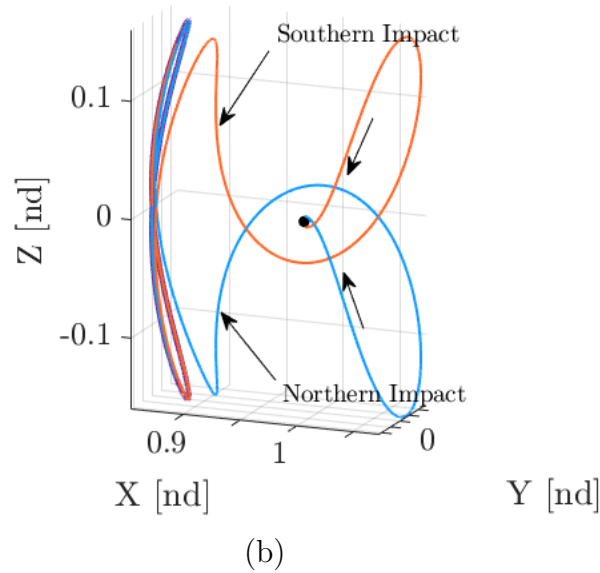 Southern Impact
0.1
Z [nd]
0
-0.1
Northern Impact
0.9
1
0
X [nd]
Y [nd]
(b)